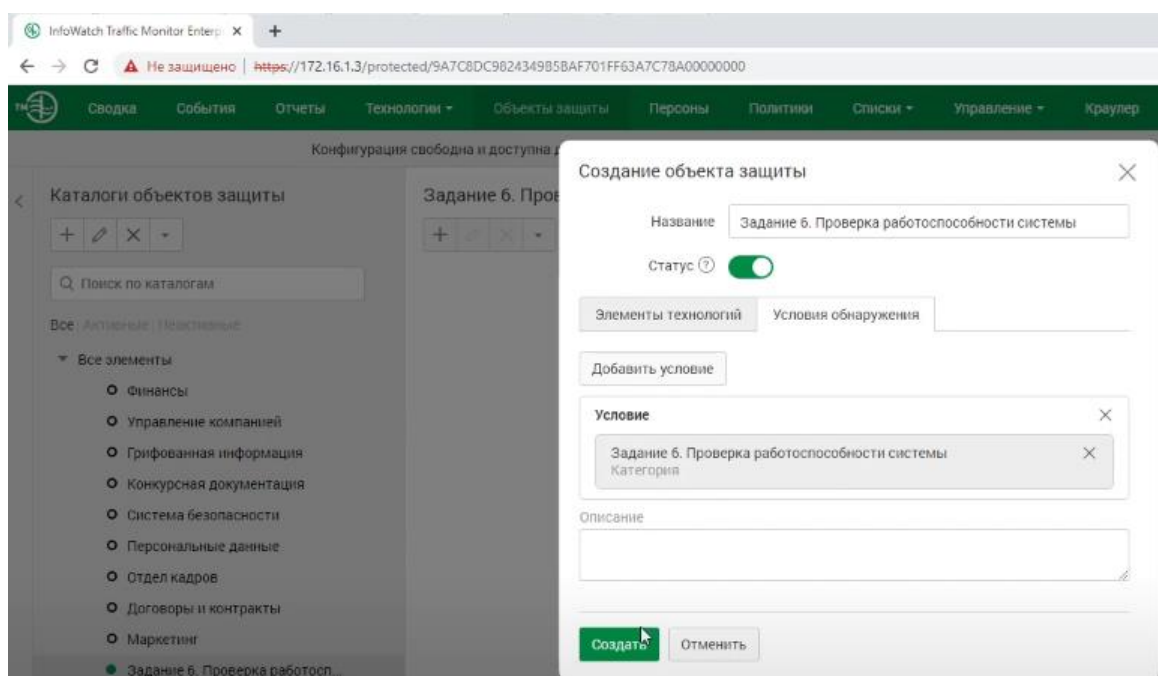 InfoWatch Traffic Monitor Enterp
Не защищено | https://172.16.1.3/protected/9A7C8DC9824349B5BAF701FF63A7C78A00000000
TM Сводка События Отчеты Технологии Объекты защиты Персоны Политики Списки Управление Краулер
Конфигурация свободна и доступна д
Каталоги объектов защиты
Поиск по каталогам
Все Активные Неактивные
Все элементы
Финансы
Управление компанией
Грифованная информация
Конкурсная документация
Система безопасности
Персональные данные
Отдел кадров
Договоры и контракты
Маркетинг
Задание 6. Проверка работосп...
Задание 6. Пров
Создание объекта защиты
Название Задание 6. Проверка работоспособности системы
Статус
Элементы технологий Условия обнаружения
Добавить условие
Условие
Задание 6. Проверка работоспособности системы
Категория
Описание
Создать Отменить